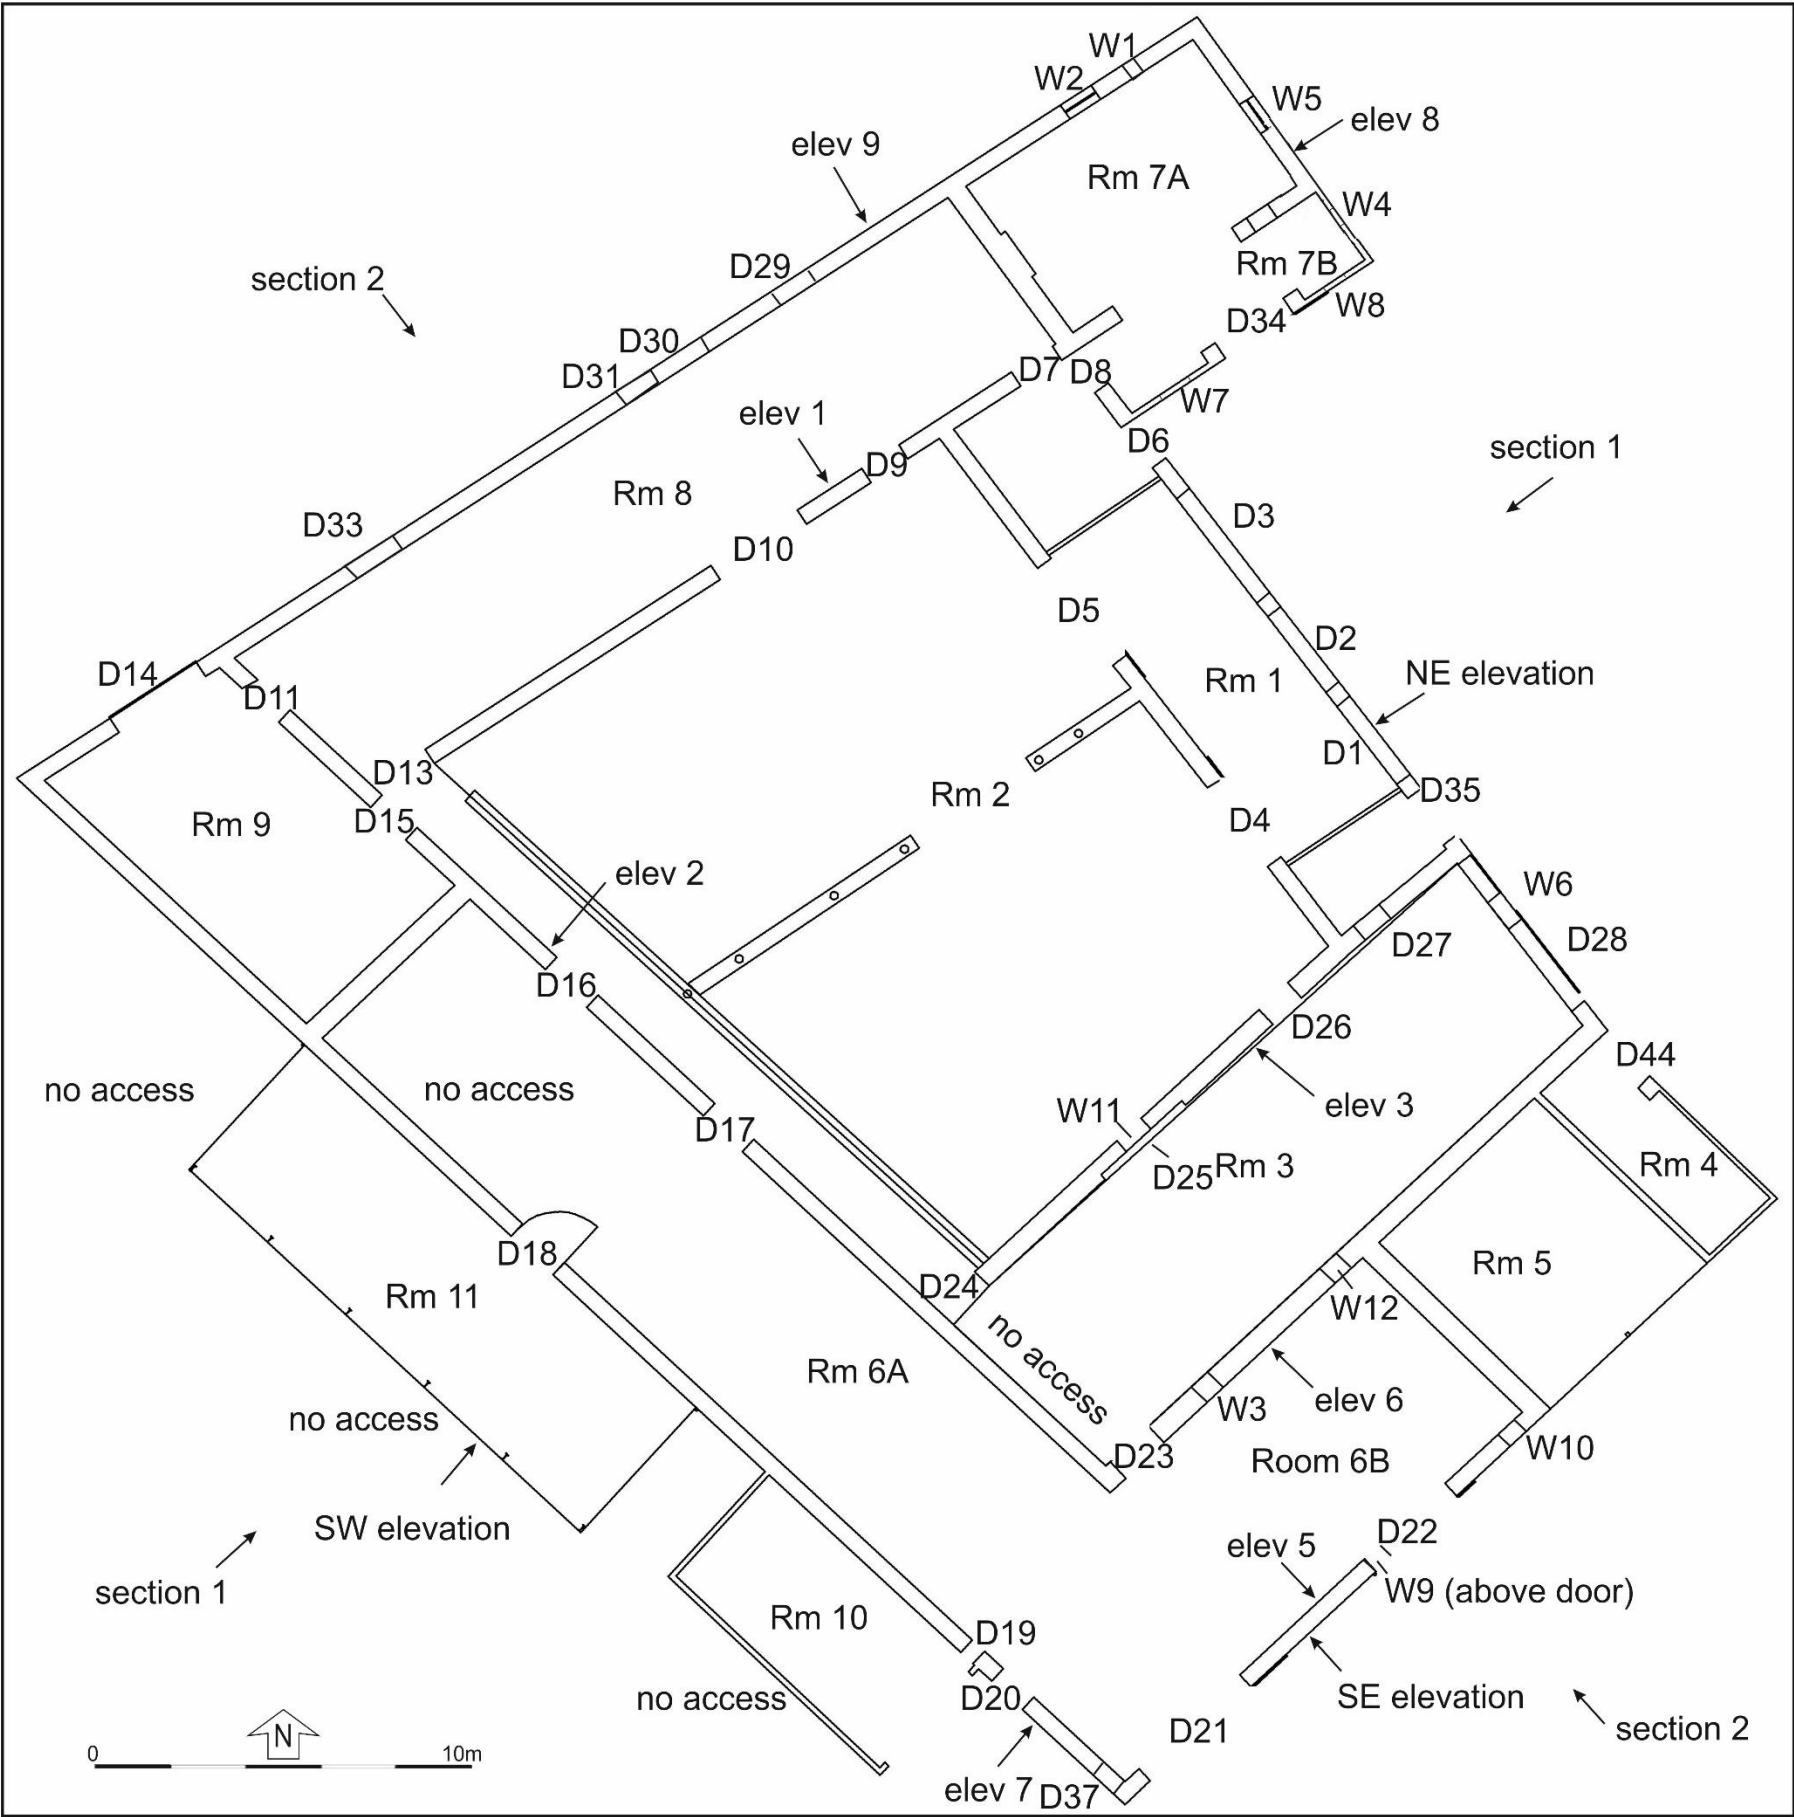 W1
W2
W5
elev 8
elev 9
Rm 7A
W4
Rm 7B
D29
section 2
W8
D34
D30
D31
D7
D8
W7
elev 1
D6
section 1
D9
Rm 8
D3
D33
D10
D5
D2
D14
D11
Rm 1
NE elevation
D1
D13
Rm 2
D35
D15
Rm 9
D4
elev 2
W6
D28
D27
D16
D26
D44
no access
no access
W11
elev 3
D17
D25
Rm 3
Rm 4
D18
Rm 5
D24
Rm 11
W12
no access
Rm 6A
elev 6
W3
no access
D23
Room 6B
W10
SW elevation
D22
elev 5
section 1
W9 (above door)
Rm 10
D19
no access
D20
SE elevation
N
D21
section 2
0
10m
elev 7
D37